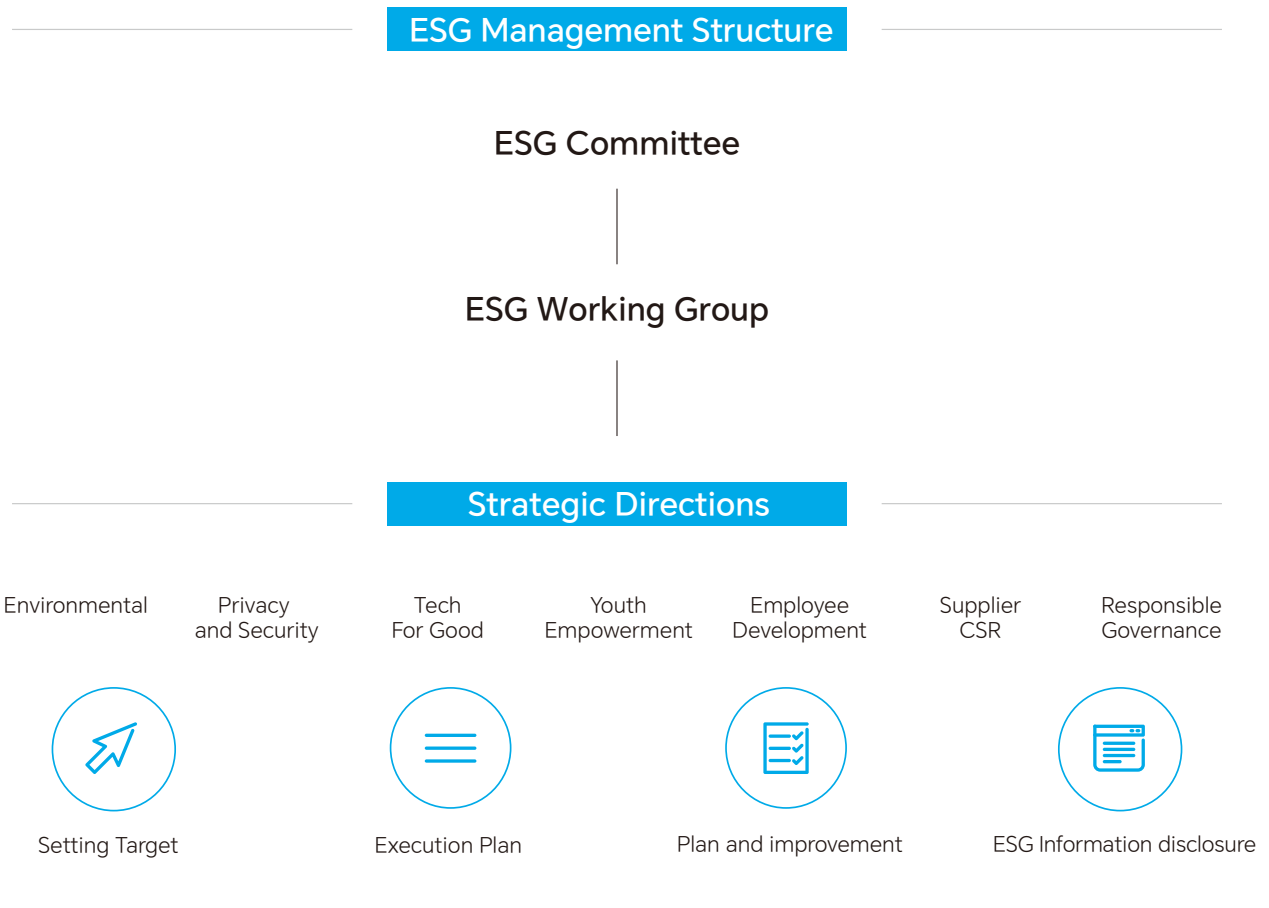 ESG Management Structure
ESG Committee
ESG Working Group
Strategic Directions
Environmental
Privacy
and Security
Tech
For Good
Youth
Empowerment
Employee
Development
Supplier
CSR
Responsible
Governance
Setting Target
Execution Plan
Plan and improvement
ESG Information disclosure